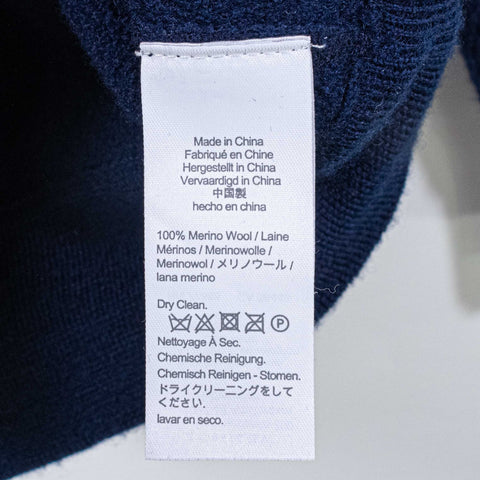 Made in China
Fabriqué en Chine
Hergestellt in China
Vervaardigd in China
中国製
hecho en china
100% Merino Wool / Laine
Mérinos / Merinowolle /
Merinowol / メリノウール /
lana merino
Dry Clean.
P
Nettoyage À Sec.
Chemische Reinigung.
Chemisch Reinigen - Stomen.
ドライクリーニングをして
ください.
lavar en seco.